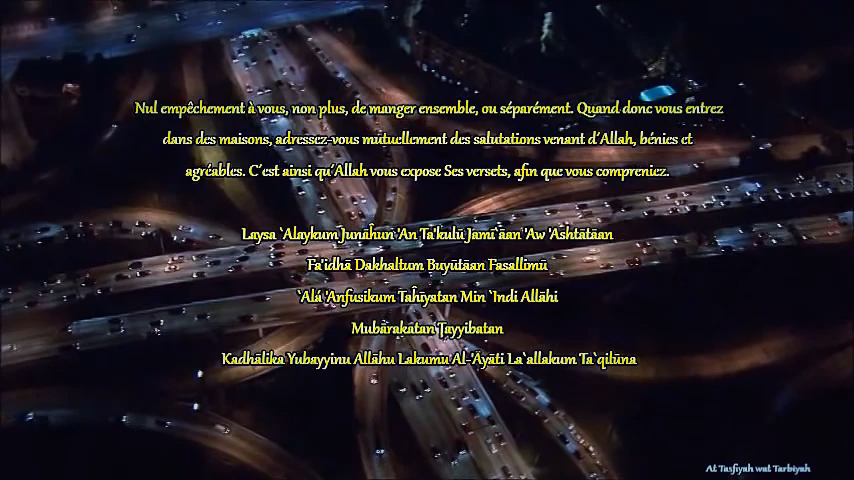 Nul empêchement à vous, non plus, de manger ensemble, ou séparément. Quand donc vous entrez
dans des maisons, adressez-vous mutuellement des salutations venant d'Allah, bénies et
agréables. C'est ainsi qu'Allah vous expose Ses versets, afin que vous compreniez.
Laysa `Alaykum Junāĥun 'An Ta'kulū Jamī`āan 'Aw 'Ashtātāan
Fa'idhā Dakhaltum Buyūtāan Fasallimū
`Alá 'Anfusikum Taĥīyatan Min `Indi Allāhi
Mubārakatan Ţayyibatan
Kadhālika Yubayyinu Allāhu Lakumu Al-'Āyāti La`allakum Ta`qilūna
At Tasfiyah wat Tarbiyah